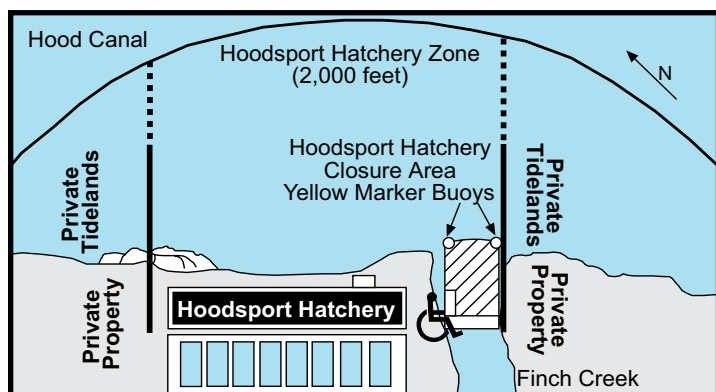 Hood Canal
Hoodsport Hatchery Zone
(2,000 feet)
N
Hoodsport Hatchery
Closure Area
Yellow Marker Buoys
Private
Tidelands
Private
Tidelands
Private
Property
Hoodsport Hatchery
Private
Property
Finch Creek